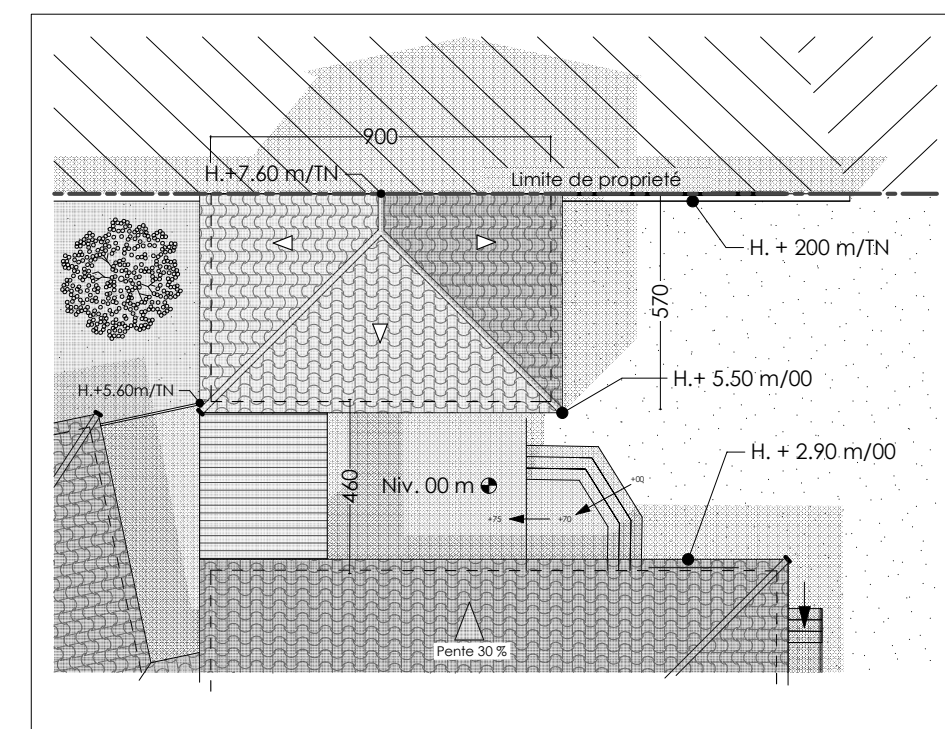 900
H.+7.60 m/TN
Limite de proprieté
H. + 200 m/TN
570
H.+5.60m/TN
H.+ 5.50 m/00
H. + 2.90 m/00
460
Niv. 00 m
+00
+75
+70
Pente 30 %